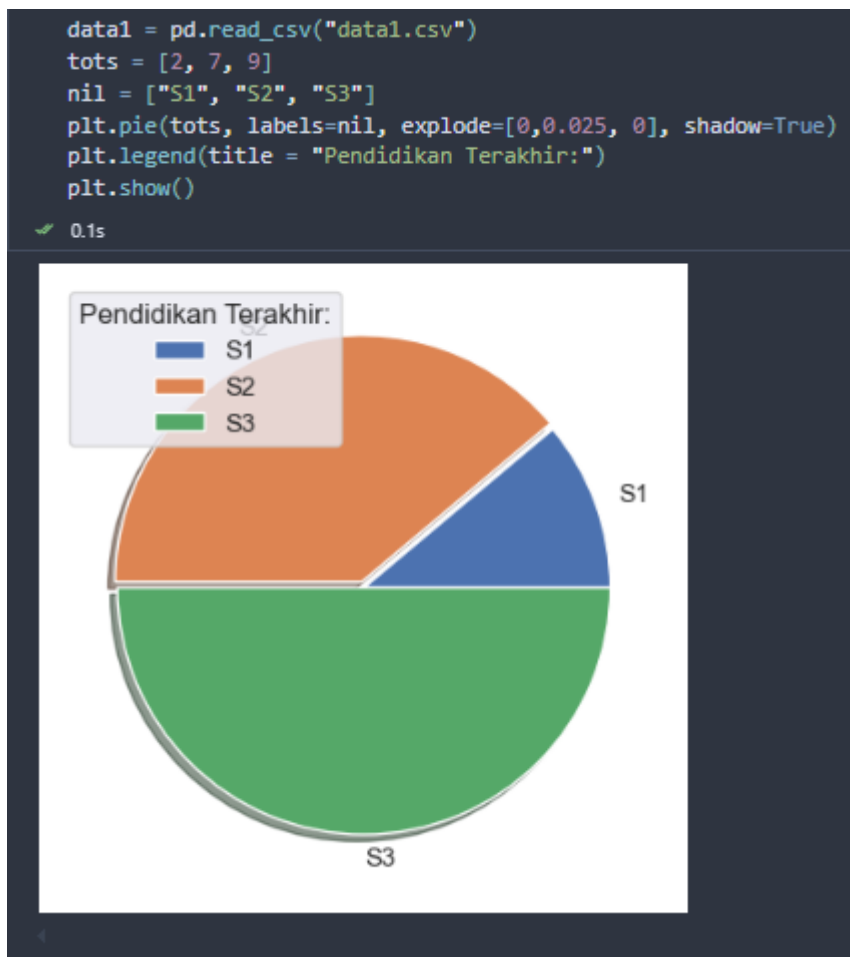 data1 = pd.read_csv("data1.csv")
tots = [2, 7, 9]
nil = ["S1", "S2", "S3"]
plt.pie(tots, labels=nil, explode=[0,0.025, 0], shadow=True)
plt.legend(title = "Pendidikan Terakhir:")
plt.show()
0.1s
Pendidikan Terakhir:
S2
S1
S2
S3
S1
S3